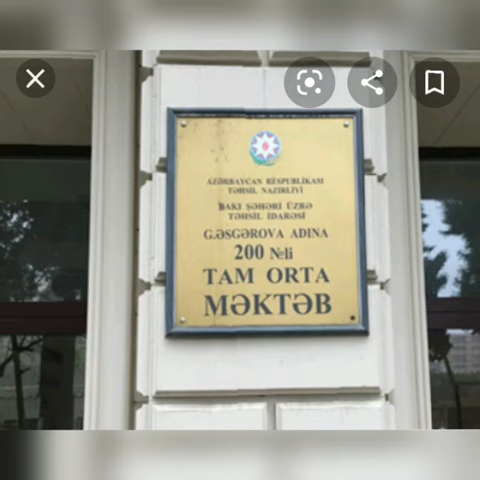 AZƏRBAYCAN RESPUBLİKASI
TƏHSİL NAZİRLİYİ
BAKI ŞƏHƏRİ ÜZRƏ
TƏHSİL İDARƏSİ
G.ƏSGƏROVA ADINA
200 №li
TAM ORTA
MƏKTƏB